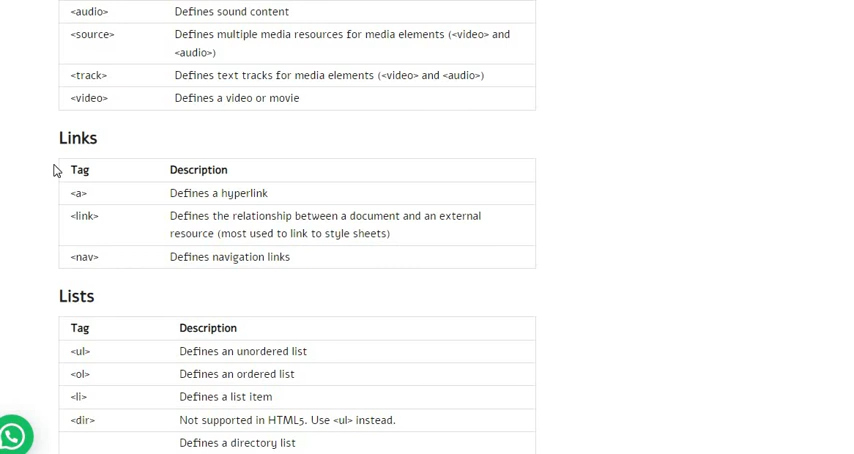 <audio> Defines sound content
<source> Defines multiple media resources for media elements (<video> and
<audio>)
<track> Defines text tracks for media elements (<video> and <audio>)
<video> Defines a video or movie
Links
Tag Description
<a> Defines a hyperlink
<link> Defines the relationship between a document and an external
resource (most used to link to style sheets)
<nav> Defines navigation links
Lists
Tag Description
<ul> Defines an unordered list
<ol> Defines an ordered list
<li> Defines a list item
<dir> Not supported in HTML5. Use <ul> instead.
Defines a directory list